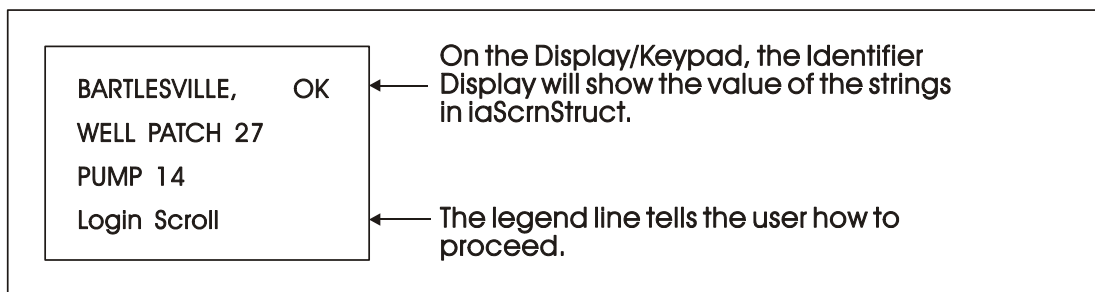 BARTLESVILLE, OK
WELL PATCH 27
PUMP 14
Login Scroll
On the Display/Keypad, the Identifier
Display will show the value of the strings
in iaScrnStruct.
The legend line tells the user how to
proceed.